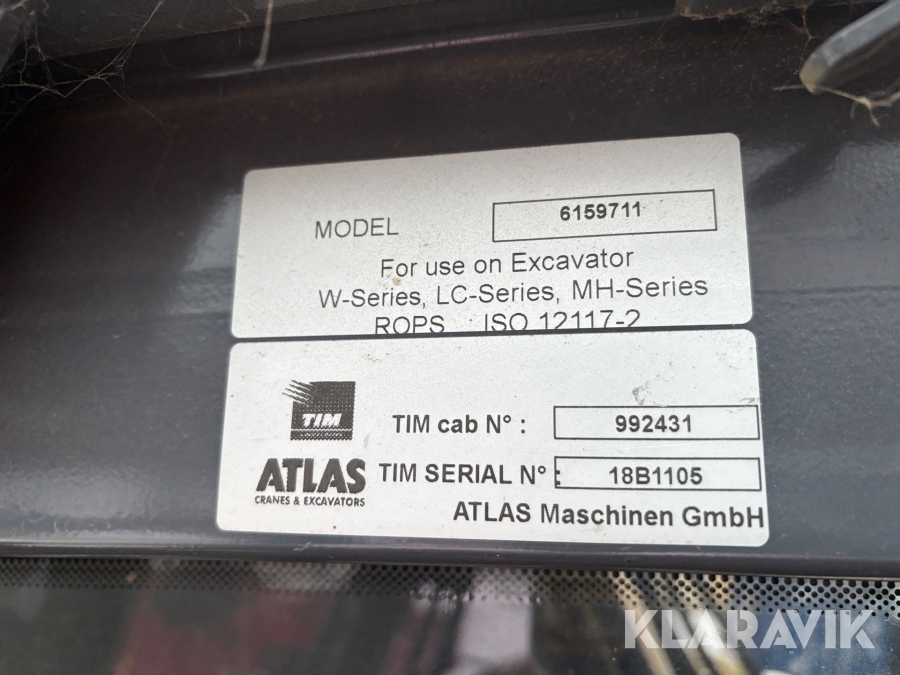 MODEL 6159711
For use on Excavator
W-Series, LC-Series, MH-Series
ROPS ISO 12117-2
TIM
TIM cab N° : 992431
ATLAS
CRANES & EXCAVATORS
TIM SERIAL N° : 18B1105
ATLAS Maschinen GmbH
KLARAVIK